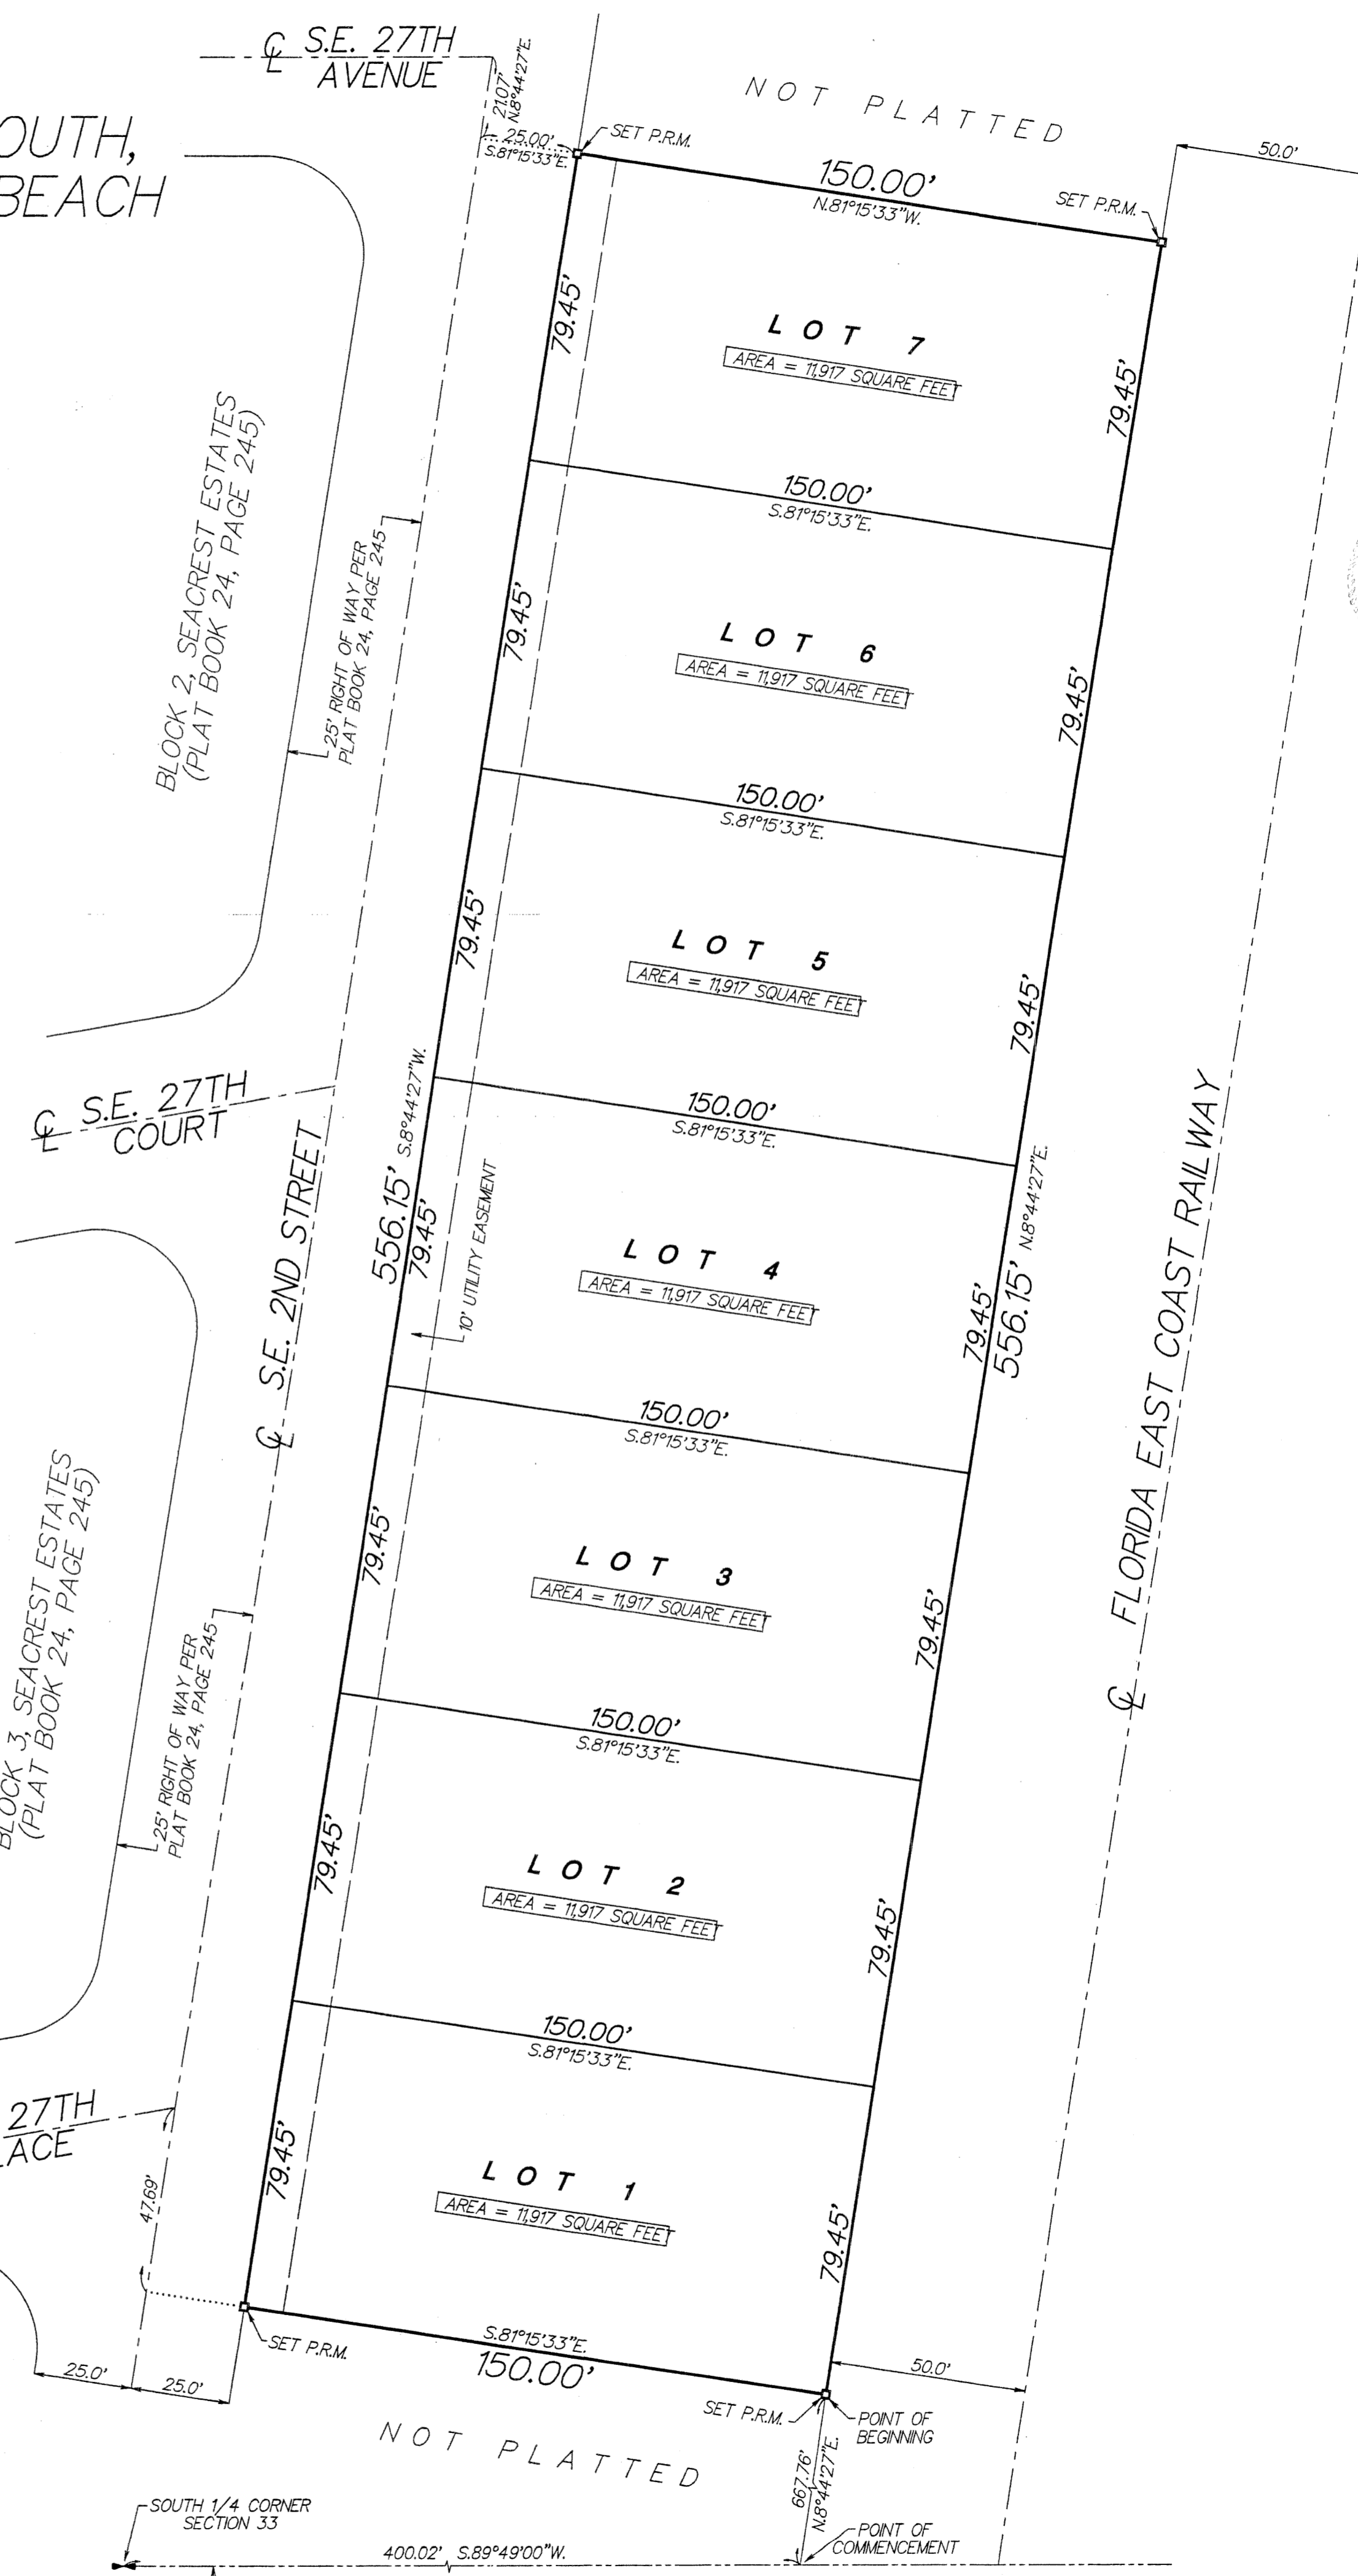 ℄ S.E. 27TH
AVENUE
21.07'
N.8°44'27"E.
NOT PLATTED
OUTH,
BEACH
25.00'
S.81°15'33"E.
SET P.R.M.
50.0'
150.00'
N.81°15'33"W.
SET P.R.M.
79.45'
LOT 7
AREA = 11,917 SQUARE FEET
79.45'
BLOCK 2, SEACREST ESTATES
(PLAT BOOK 24, PAGE 245)
25' RIGHT OF WAY PER
PLAT BOOK 24, PAGE 245
150.00'
S.81°15'33"E.
79.45'
LOT 6
AREA = 11,917 SQUARE FEET
79.45'
150.00'
S.81°15'33"E.
79.45'
LOT 5
AREA = 11,917 SQUARE FEET
79.45'
℄ S.E. 27TH
COURT
150.00'
S.81°15'33"E.
℄ S.E. 2ND STREET
556.15' S.8°44'27"W.
79.45'
10' UTILITY EASEMENT
LOT 4
AREA = 11,917 SQUARE FEET
79.45'
556.15' N.8°44'27"E.
℄ FLORIDA EAST COAST RAILWAY
150.00'
S.81°15'33"E.
BLOCK 3, SEACREST ESTATES
(PLAT BOOK 24, PAGE 245)
25' RIGHT OF WAY PER
PLAT BOOK 24, PAGE 245
79.45'
LOT 3
AREA = 11,917 SQUARE FEET
79.45'
150.00'
S.81°15'33"E.
79.45'
LOT 2
AREA = 11,917 SQUARE FEET
79.45'
150.00'
S.81°15'33"E.
27TH
ACE
47.69'
79.45'
LOT 1
AREA = 11,917 SQUARE FEET
79.45'
SET P.R.M.
S.81°15'33"E.
150.00'
25.0'
25.0'
50.0'
SET P.R.M.
POINT OF
BEGINNING
NOT PLATTED
667.76'
N.8°44'27"E.
SOUTH 1/4 CORNER
SECTION 33
POINT OF
COMMENCEMENT
400.02' S.89°49'00"W.